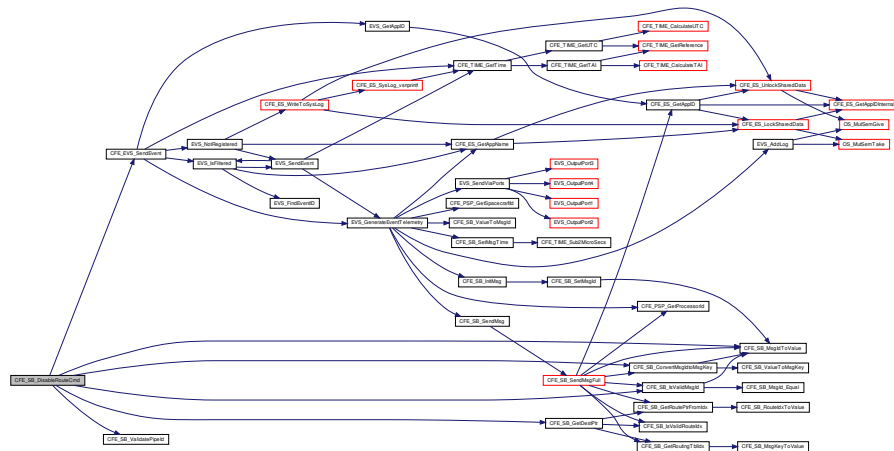 EVS_GetAppID
CFE_TIME_CalculateUTC
CFE_TIME_GetUTC
CFE_TIME_GetReference
CFE_TIME_GetTime
CFE_TIME_GetTAI
CFE_TIME_CalculateTAI
CFE_ES_SysLog_vsnprintf
CFE_ES_UnlockSharedData
CFE_ES_WriteToSysLog
CFE_ES_GetAppID
CFE_ES_GetAppIDInternal
CFE_ES_LockSharedData
OS_MutSemGive
EVS_NotRegistered
CFE_ES_GetAppName
EVS_AddLog
OS_MutSemTake
CFE_EVS_SendEvent
EVS_IsFiltered
EVS_SendEvent
EVS_OutputPort3
EVS_SendViaPorts
EVS_OutputPort4
EVS_FindEventID
CFE_PSP_GetSpacecraftId
EVS_OutputPort1
EVS_GenerateEventTelemetry
CFE_SB_ValueToMsgId
EVS_OutputPort2
CFE_SB_SetMsgTime
CFE_TIME_Sub2MicroSecs
CFE_SB_InitMsg
CFE_SB_SetMsgId
CFE_PSP_GetProcessorId
CFE_SB_SendMsg
CFE_SB_MsgIdToValue
CFE_SB_ConvertMsgIdtoMsgKey
CFE_SB_ValueToMsgKey
CFE_SB_DisableRouteCmd
CFE_SB_SendMsgFull
CFE_SB_IsValidMsgId
CFE_SB_MsgId_Equal
CFE_SB_GetRoutePtrFromIdx
CFE_SB_RouteIdxToValue
CFE_SB_GetDestPtr
CFE_SB_IsValidRouteIdx
CFE_SB_ValidatePipeId
CFE_SB_GetRoutingTblIdx
CFE_SB_MsgKeyToValue